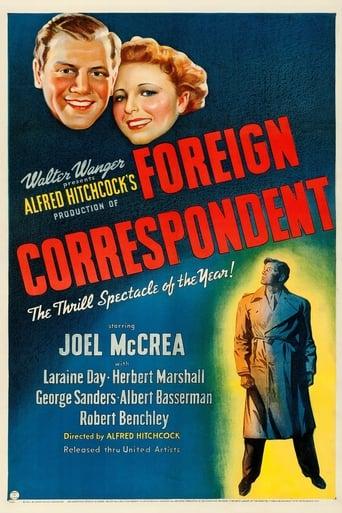 Walter Wanger
presents
ALFRED HITCHCOCK'S
PRODUCTION OF
FOREIGN
CORRESPONDENT
The Thrill Spectacle of the Year!
starring
JOEL McCREA
with
Laraine Day - Herbert Marshall
George Sanders - Albert Basserman
Robert Benchley
Directed by ALFRED HITCHCOCK
Released thru United Artists